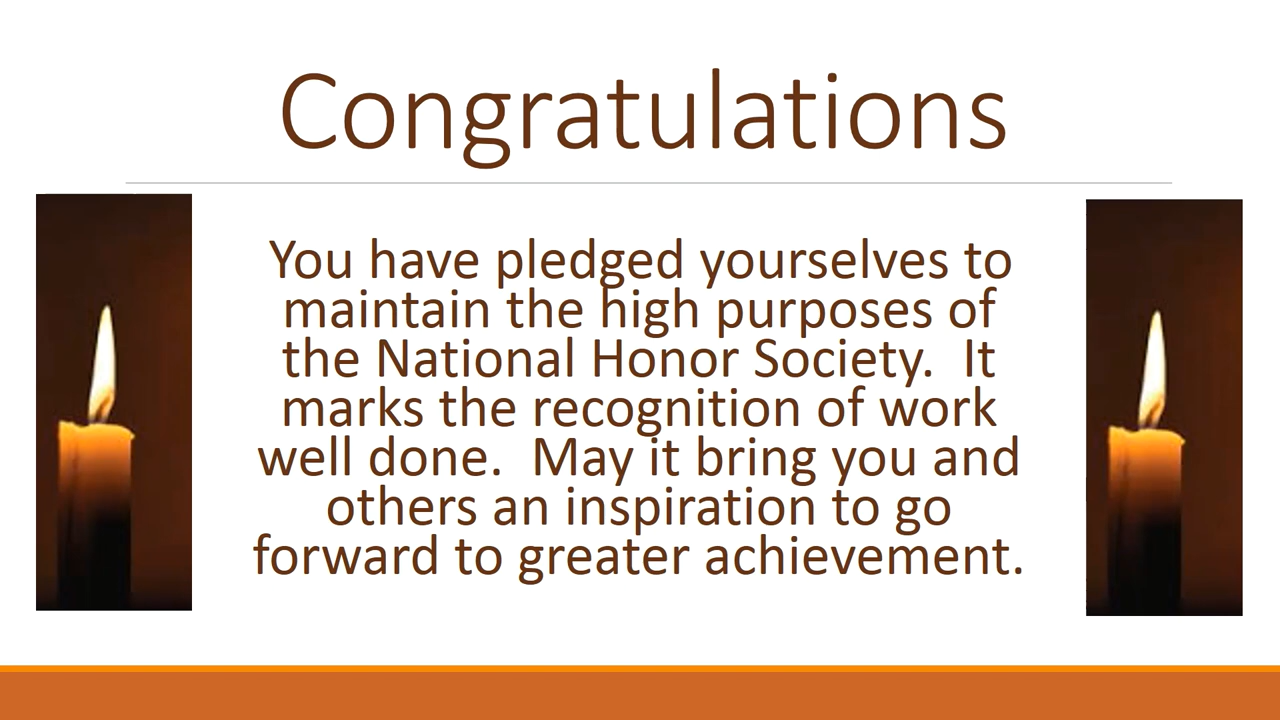 Congratulations
You have pledged yourselves to
maintain the high purposes of
the National Honor Society.  It
marks the recognition of work
well done.  May it bring you and
others an inspiration to go
forward to greater achievement.